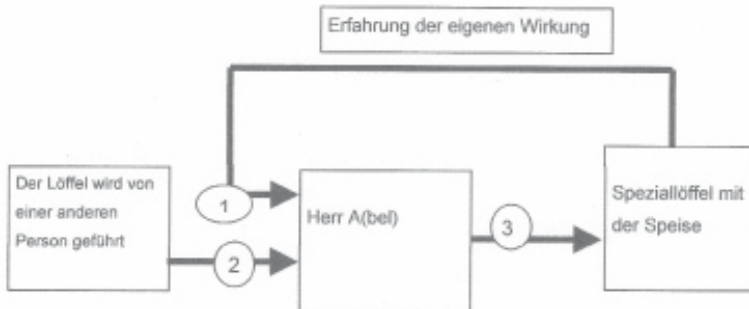 Erfahrung der eigenen Wirkung
Der Löffel wird von
einer anderen
Person geführt
1
2
Herr A(bel)
3
Speziallöffel mit
der Speise